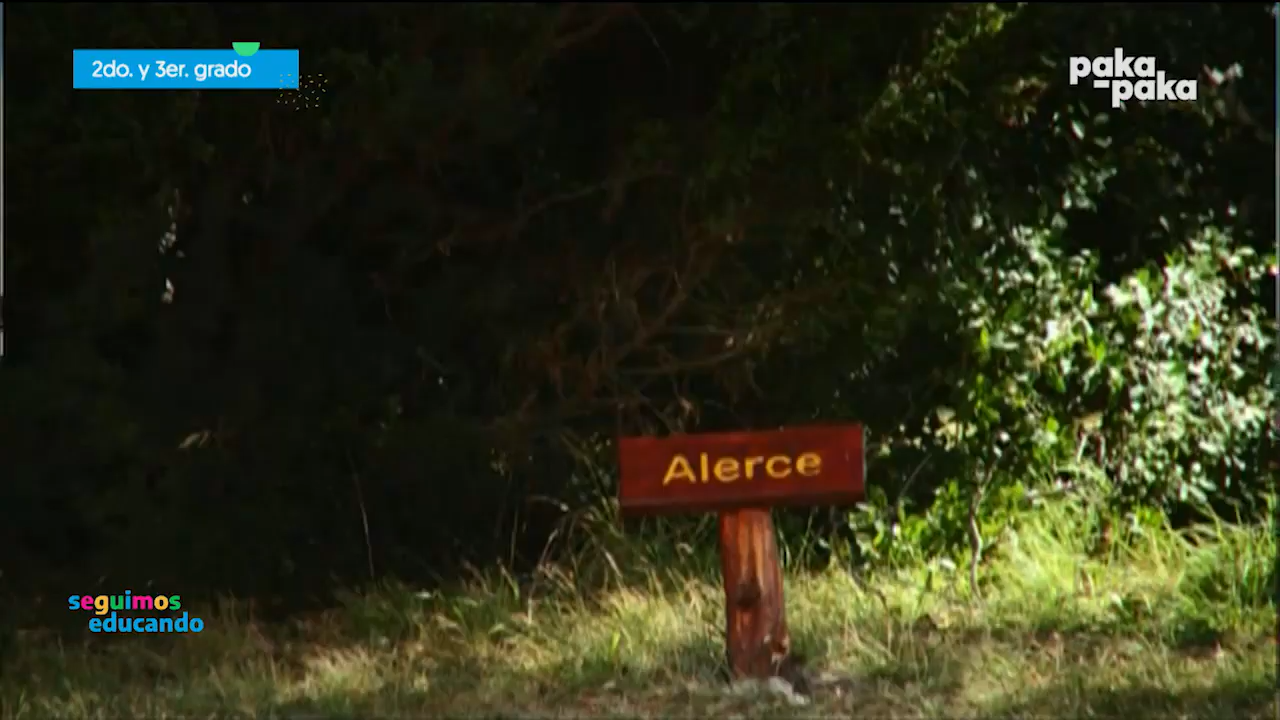 2do. y 3er. grado
paka
-paka
Alerce
seguimos
educando